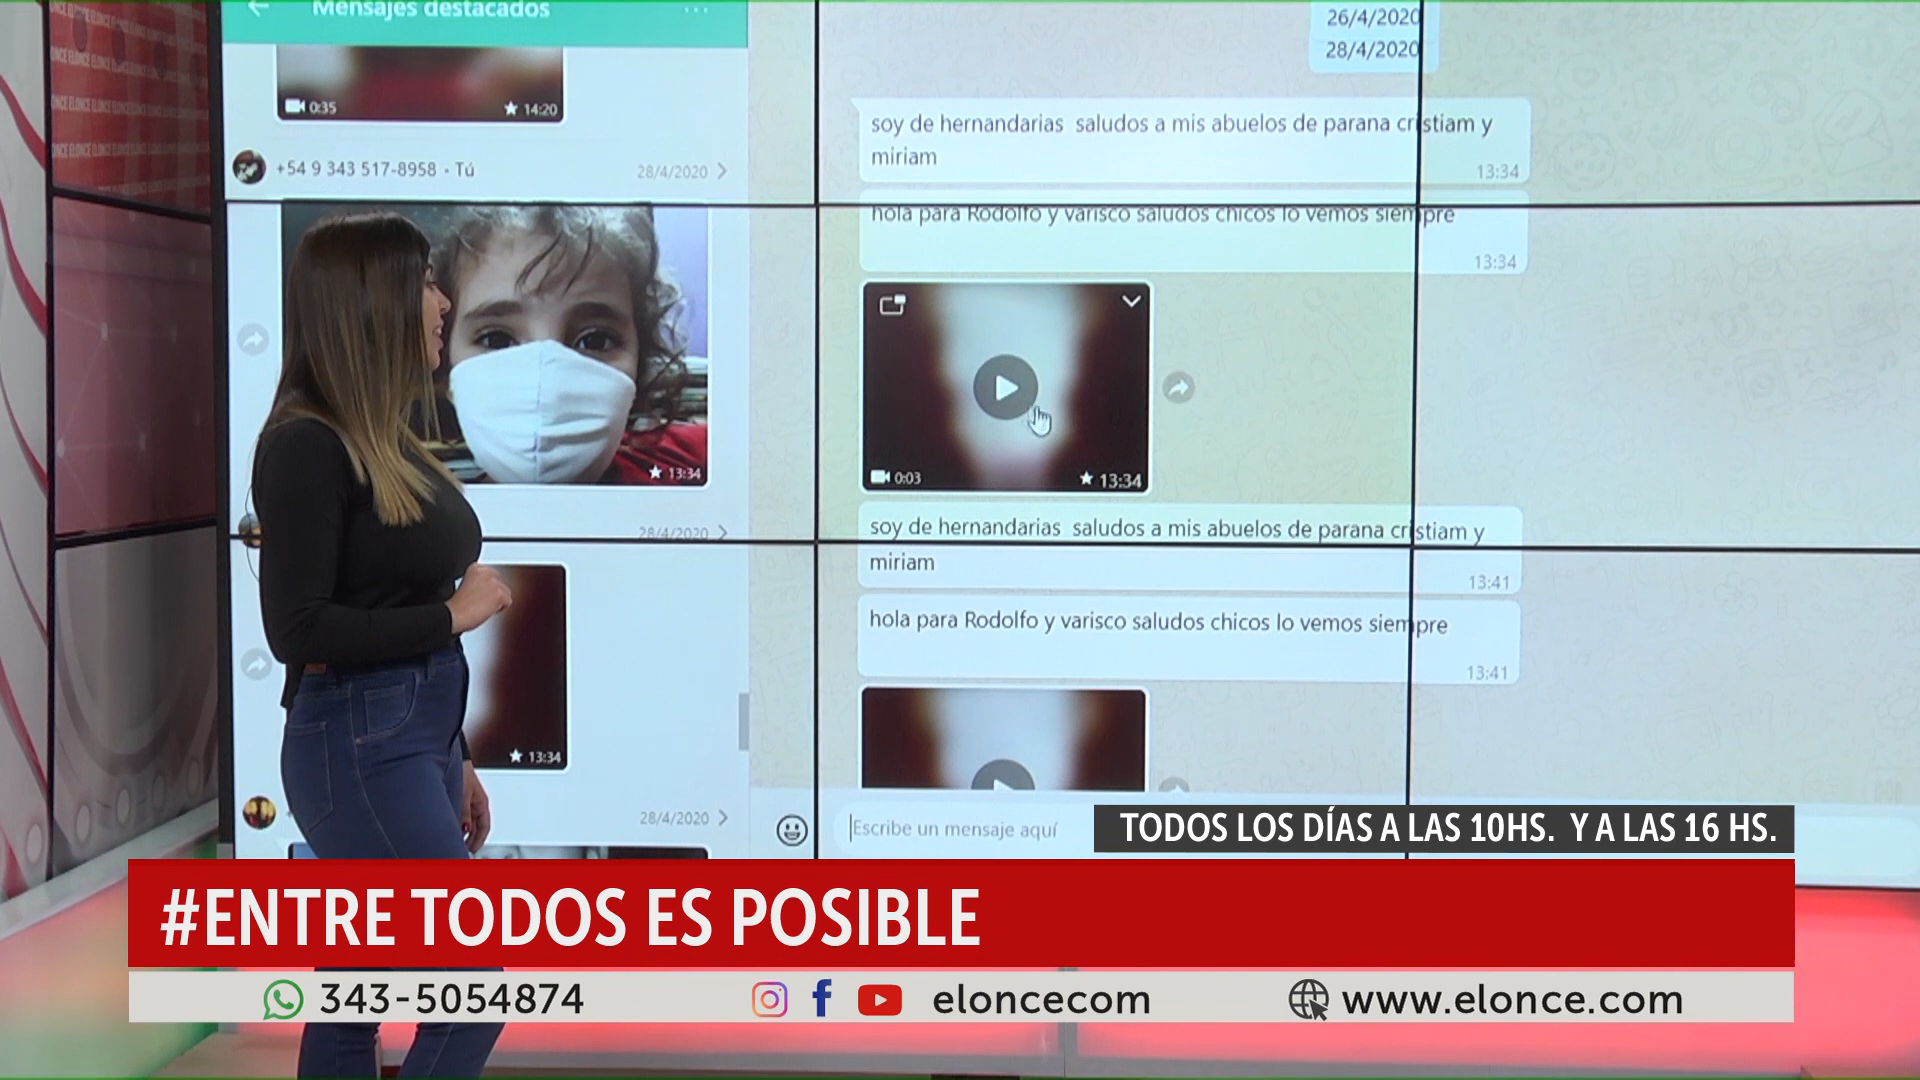 Mensajes destacados
0:35
14:20
+54 9 343 517-8958 - Tú
28/4/2020
13:34
28/4/2020
13:34
28/4/2020
26/4/2020
28/4/2020
soy de hernandarias saludos a mis abuelos de parana cristiam y
miriam
13:34
hola para Rodolfo y varisco saludos chicos lo vemos siempre
13:34
0:03
13:34
soy de hernandarias saludos a mis abuelos de parana cristiam y
miriam
13:41
hola para Rodolfo y varisco saludos chicos lo vemos siempre
13:41
Escribe un mensaje aquí
TODOS LOS DÍAS A LAS 10HS. Y A LAS 16 HS.
#ENTRE TODOS ES POSIBLE
343-5054874
eloncecom
www.elonce.com